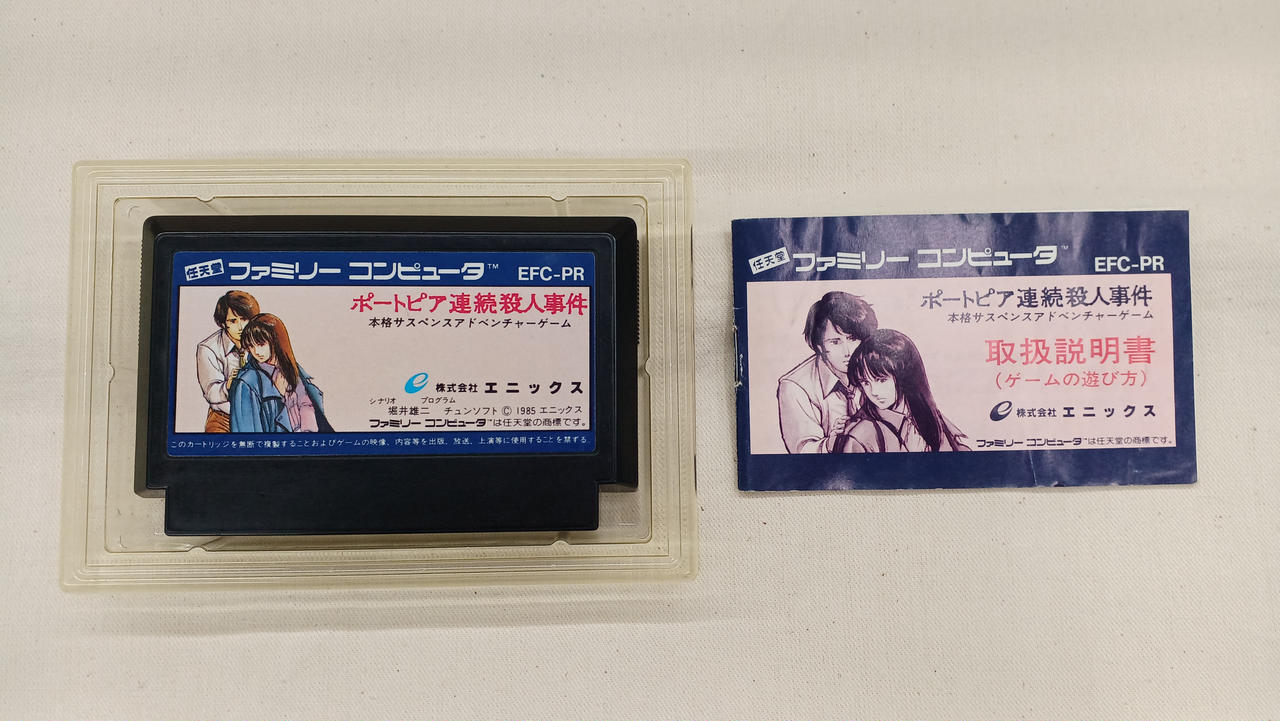 任天堂 ファミリー コンピュータ™ EFC-PR
ポートピア連続殺人事件
本格サスペンスアドベンチャーゲーム
e 株式会社 エニックス
シナリオ プログラム
堀井雄二 チュンソフト © 1985 エニックス
ファミリー コンピュータ™は任天堂の商標です。
このカートリッジを無断で複製することおよびゲームの映像、内容等を出版、放送、上演等に使用することを禁ずる。
任天堂 ファミリー コンピュータ™ EFC-PR
ポートピア連続殺人事件
本格サスペンスアドベンチャーゲーム
取扱説明書
(ゲームの遊び方)
e 株式会社 エニックス
ファミリー コンピュータ™は任天堂の商標です。